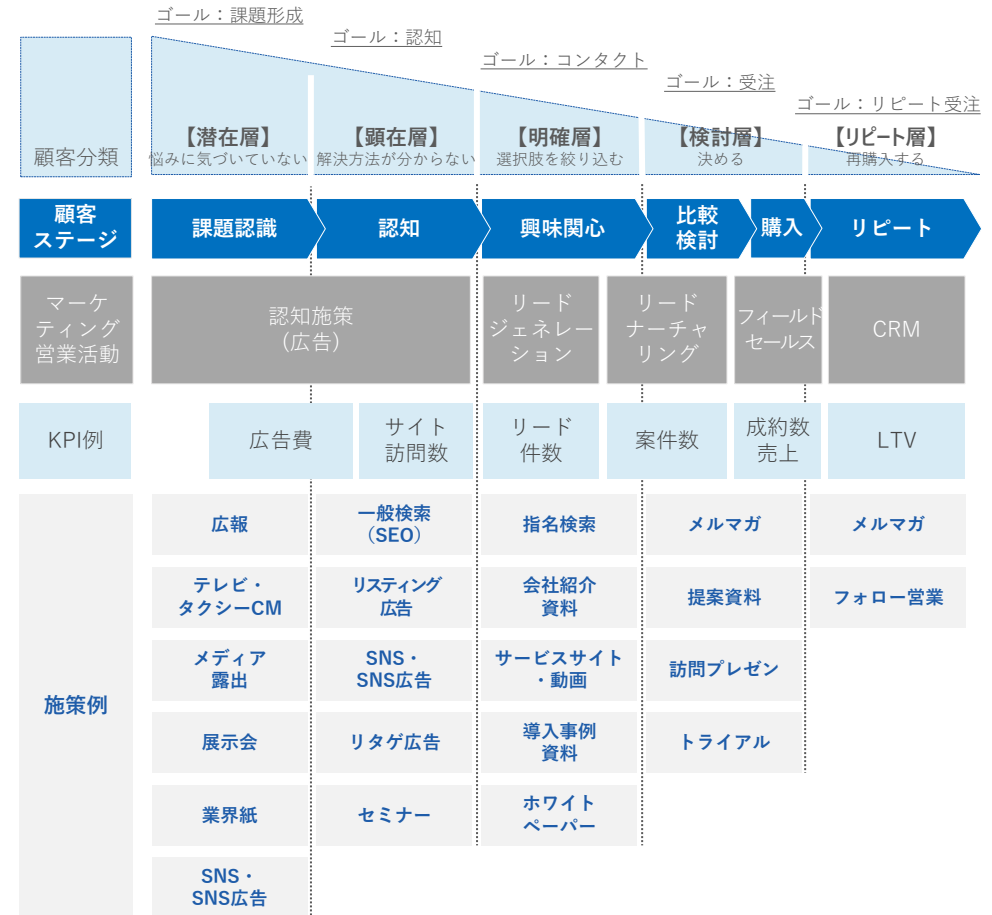 ゴール：課題形成
ゴール：認知
ゴール：コンタクト
ゴール：受注
ゴール：リピート受注
顧客分類
【潜在層】
悩みに気づいていない
【顕在層】
解決方法が分からない
【明確層】
選択肢を絞り込む
【検討層】
決める
【リピート層】
再購入する
顧客
ステージ
課題認識
認知
興味関心
比較
検討
購入
リピート
マーケ
ティング
営業活動
認知施策
（広告）
リード
ジェネレー
ション
リード
ナーチャ
リング
フィールド
セールス
CRM
KPI例
広告費
サイト
訪問数
リード
件数
案件数
成約数
売上
LTV
施策例
広報
一般検索
（SEO）
指名検索
メルマガ
メルマガ
テレビ・
タクシーCM
リスティング
広告
会社紹介
資料
提案資料
フォロー営業
メディア
露出
SNS・
SNS広告
サービスサイト
・動画
訪問プレゼン
展示会
リタゲ広告
導入事例
資料
トライアル
業界紙
セミナー
ホワイト
ペーパー
SNS・
SNS広告